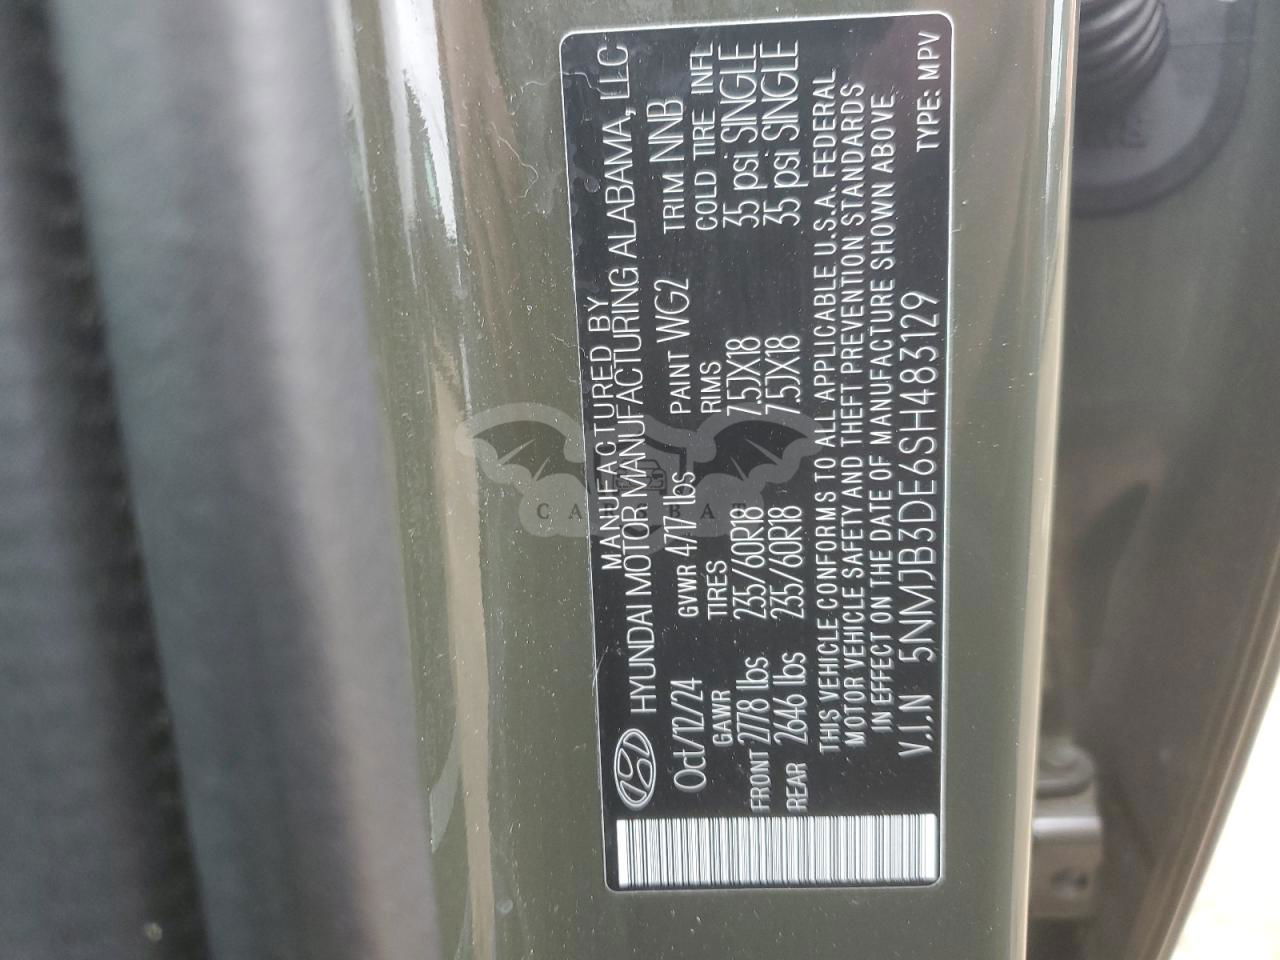 MANUFACTURED BY
HYUNDAI MOTOR MANUFACTURING ALABAMA, LLC
Oct/12/24 GVWR 4717 lbs PAINT WG2 TRIM NNB
GAWR TIRES RIMS COLD TIRE INFL
FRONT 2778 lbs 235/60R18 7.5JX18 35 psi SINGLE
REAR 2646 lbs 235/60R18 7.5JX18 35 psi SINGLE
THIS VEHICLE CONFORMS TO ALL APPLICABLE U.S.A. FEDERAL
MOTOR VEHICLE SAFETY AND THEFT PREVENTION STANDARDS
IN EFFECT ON THE DATE OF MANUFACTURE SHOWN ABOVE.
V.I.N 5NMJB3DE6SH483129 TYPE: MPV